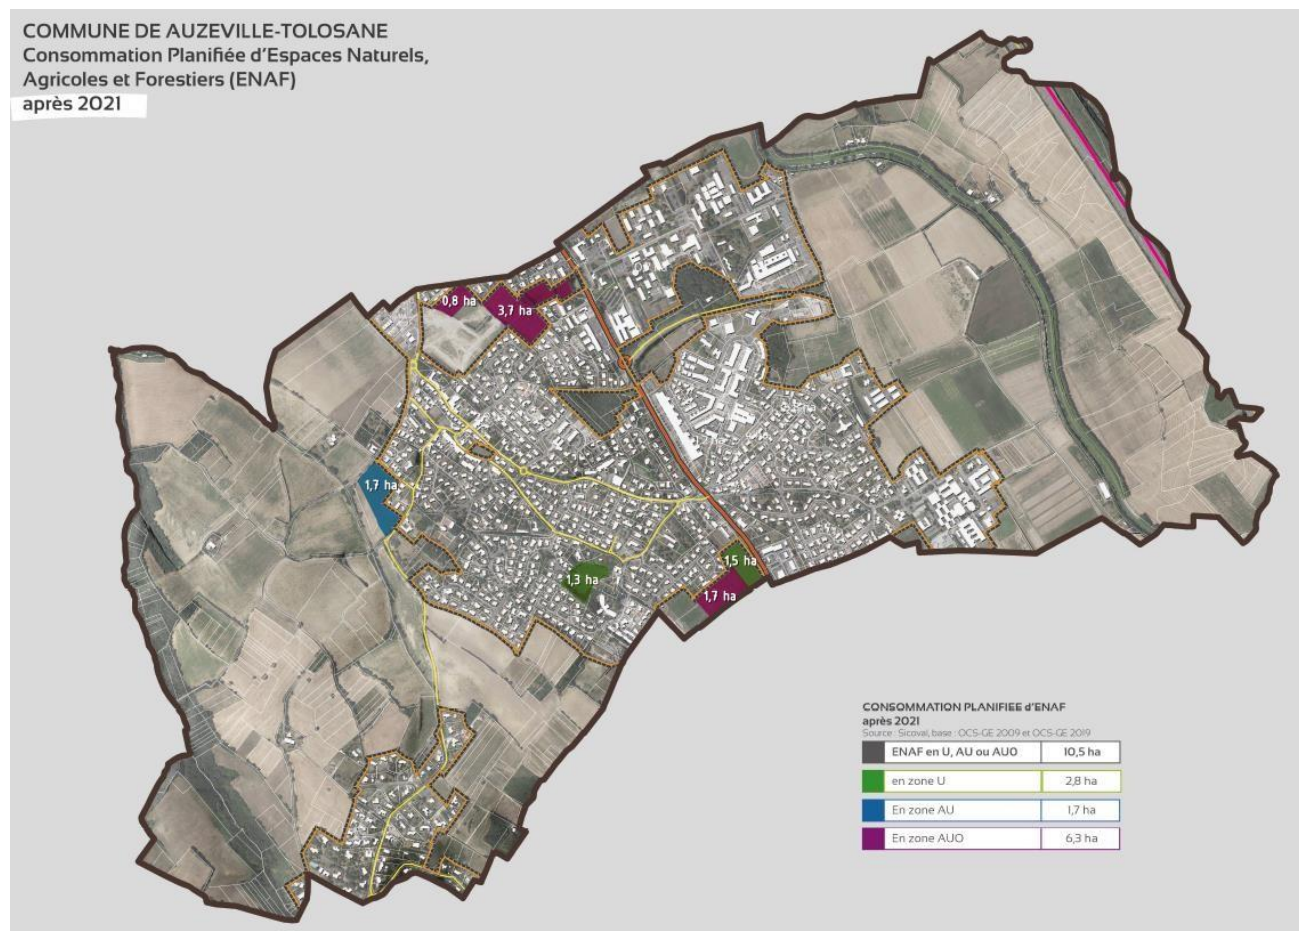 COMMUNE DE AUZEVILLE-TOLOSANE
Consommation Planifiée d'Espaces Naturels,
Agricoles et Forestiers (ENAF)
après 2021
0,8 ha
3,7 ha
1,7 ha
1,3 ha
1,5 ha
1,7 ha
CONSOMMATION PLANIFIEE d'ENAF
après 2021
Source : Sicoval, base : OCS-GE 2009 et OCS-GE 2019
ENAF en U, AU ou AU0 10,5 ha
en zone U 2,8 ha
En zone AU 1,7 ha
En zone AUO 6,3 ha